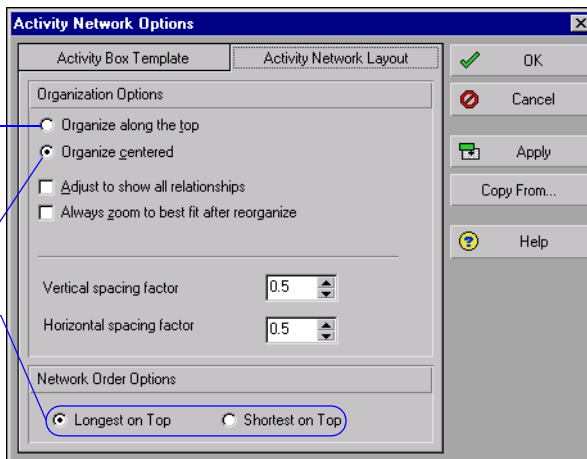 Activity Network Options
Activity Box Template
Activity Network Layout
Organization Options
Organize along the top
Organize centered
Adjust to show all relationships
Always zoom to best fit after reorganize
Vertical spacing factor
0.5
Horizontal spacing factor
0.5
Network Order Options
Longest on Top
Shortest on Top
OK
Cancel
Apply
Copy From...
Help